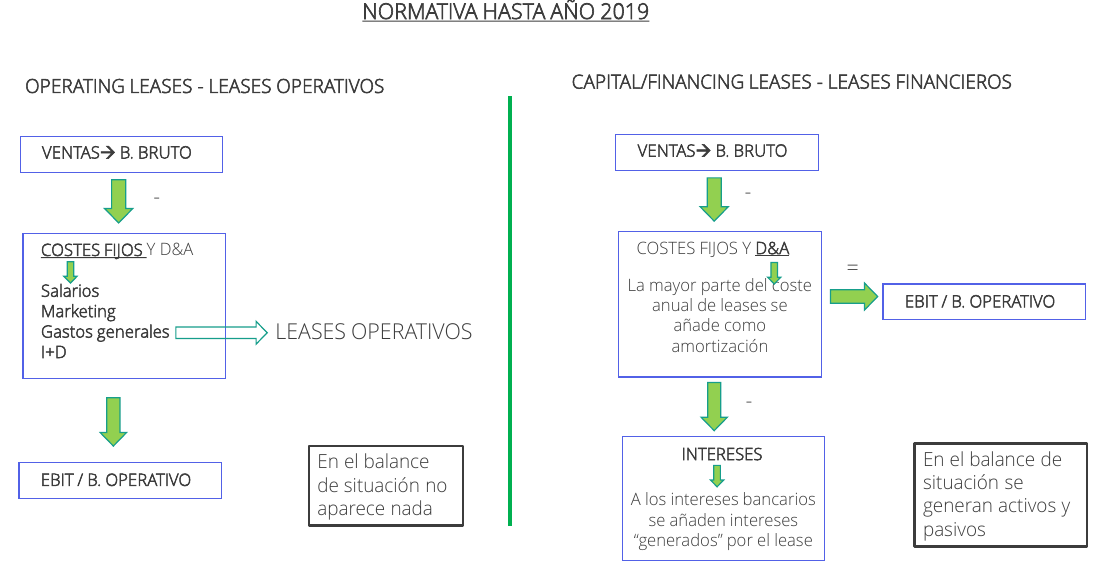 NORMATIVA HASTA AÑO 2019
OPERATING LEASES - LEASES OPERATIVOS
VENTAS→ B. BRUTO
-
COSTES FIJOS Y D&A
Salarios
Marketing
Gastos generales
I+D
LEASES OPERATIVOS
EBIT / B. OPERATIVO
En el balance
de situación no
aparece nada
CAPITAL/FINANCING LEASES - LEASES FINANCIEROS
VENTAS→ B. BRUTO
-
COSTES FIJOS Y D&A
La mayor parte del coste
anual de leases se
añade como
amortización
=
EBIT / B. OPERATIVO
-
INTERESES
A los intereses bancarios
se añaden intereses
“generados” por el lease
En el balance de
situación se
generan activos y
pasivos